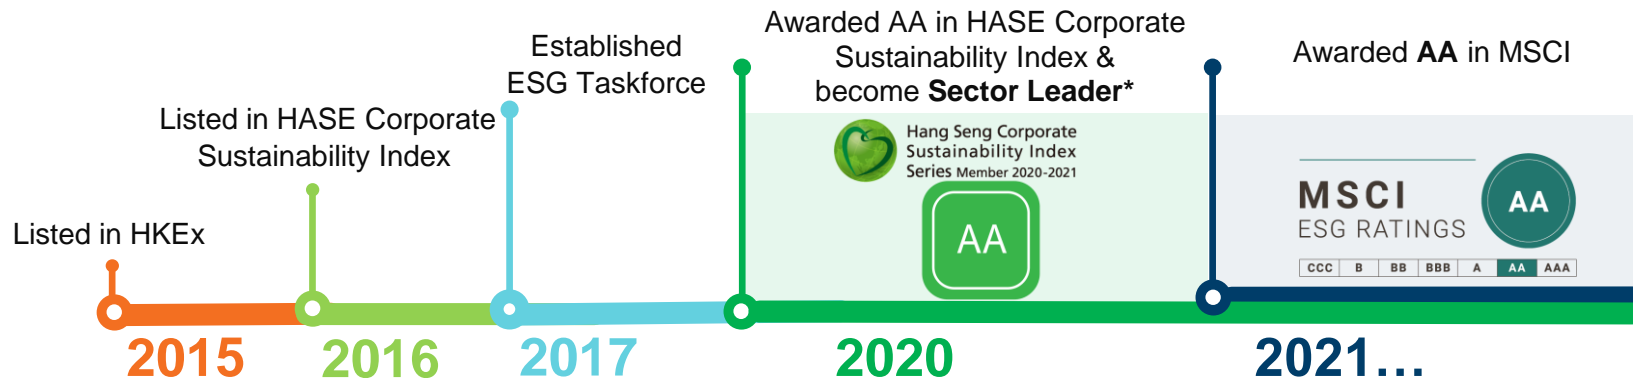 Listed in HKEx
2015
Listed in HASE Corporate
Sustainability Index
2016
Established
ESG Taskforce
2017
Awarded AA in HASE Corporate
Sustainability Index &
become Sector Leader*
Hang Seng Corporate
Sustainability Index
Series Member 2020-2021
AA
2020
Awarded AA in MSCI
MSCI
ESG RATINGS
AA
CCC B BB BBB A AA AAA
2021...